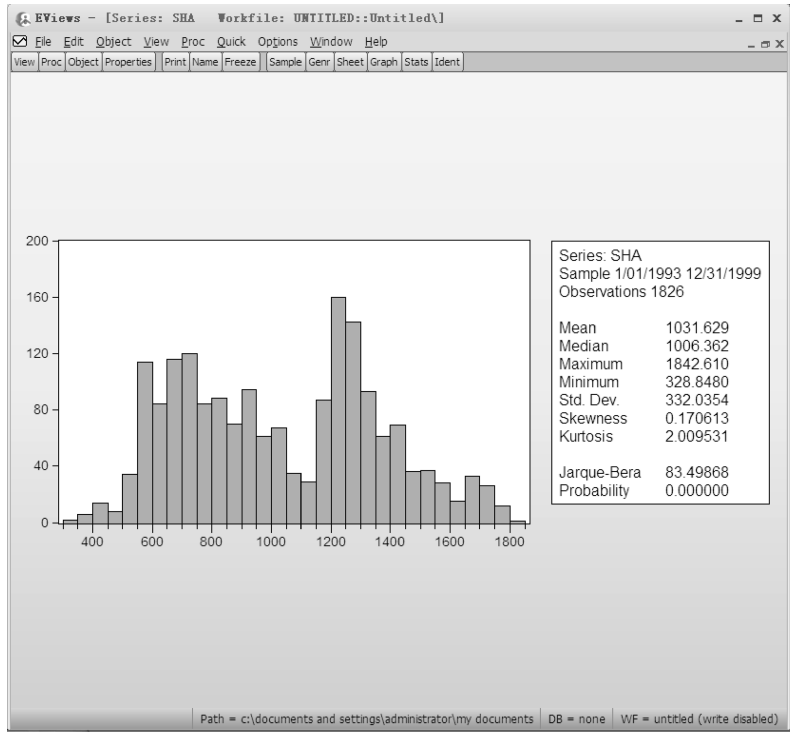 EViews - [Series: SHA Workfile: UNTITLED::Untitled\]
File Edit Object View Proc Quick Options Window Help
View Proc Object Properties Print Name Freeze Sample Genr Sheet Graph Stats Ident
200
160
120
80
40
0
400 600 800 1000 1200 1400 1600 1800
Series: SHA
Sample 1/01/1993 12/31/1999
Observations 1826
Mean 1031.629
Median 1006.362
Maximum 1842.610
Minimum 328.8480
Std. Dev. 332.0354
Skewness 0.170613
Kurtosis 2.009531
Jarque-Bera 83.49868
Probability 0.000000
Path = c:\documents and settings\administrator\my documents DB = none WF = untitled (write disabled)